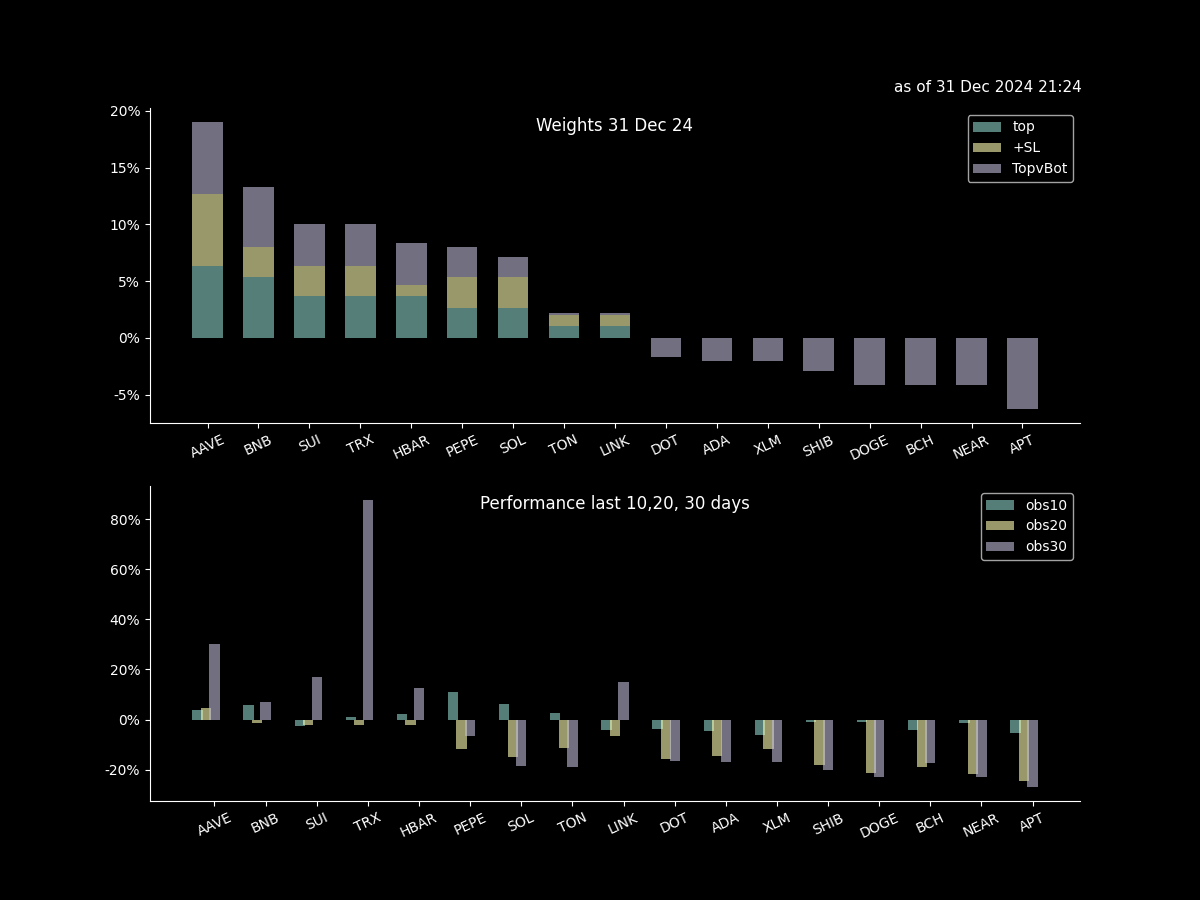 as of 31 Dec 2024 21:24
Weights 31 Dec 24
top
+SL
TopvBot
20%
15%
10%
5%
0%
-5%
AAVE BNB SUI TRX HBAR PEPE SOL TON LINK DOT ADA XLM SHIB DOGE BCH NEAR APT
Performance last 10,20, 30 days
obs10
obs20
obs30
80%
60%
40%
20%
0%
-20%
AAVE BNB SUI TRX HBAR PEPE SOL TON LINK DOT ADA XLM SHIB DOGE BCH NEAR APT